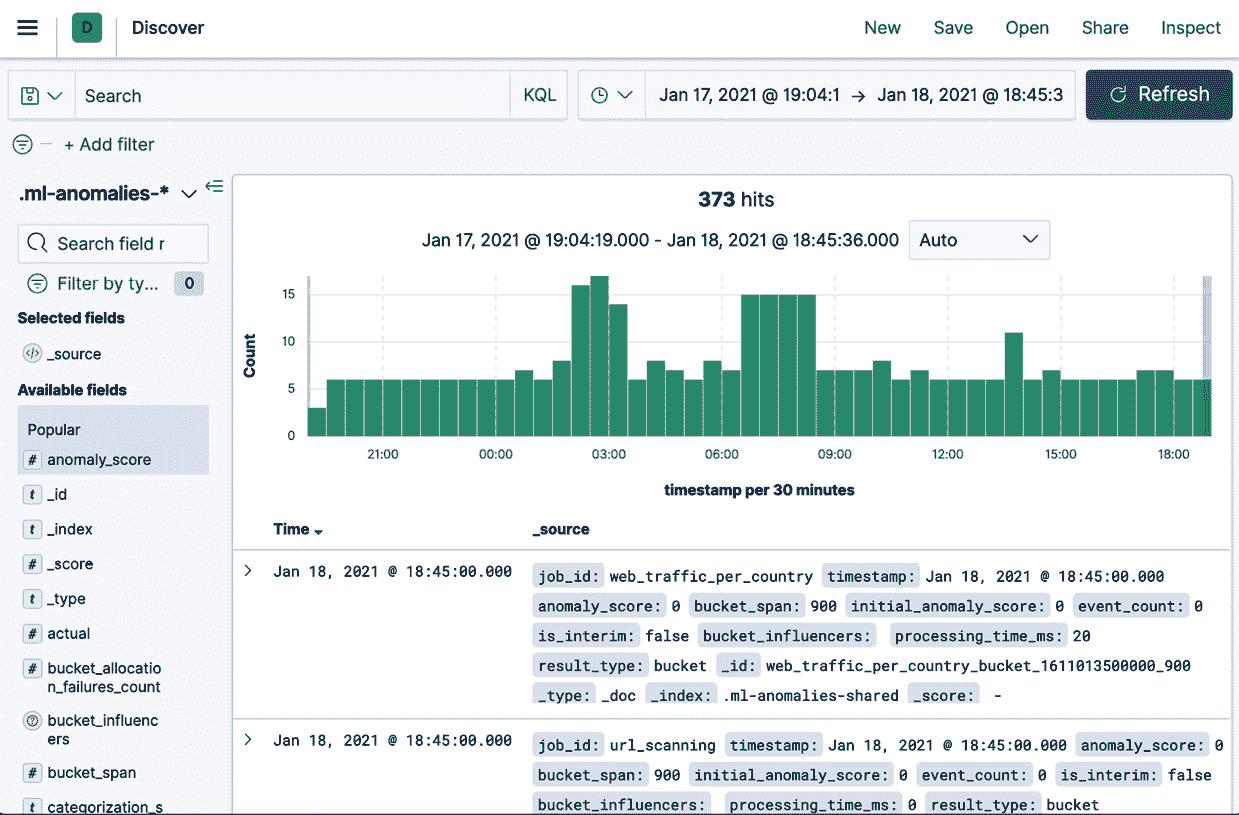 D Discover New Save Open Share Inspect
Search KQL Jan 17, 2021 @ 19:04:1 → Jan 18, 2021 @ 18:45:3 Refresh
+ Add filter
.ml-anomalies-*
Search field r
Filter by ty... 0
Selected fields
_source
Available fields
Popular
# anomaly_score
t _id
t _index
# _score
t _type
# actual
# bucket_allocatio
n_failures_count
bucket_influenc
ers
# bucket_span
t categorization_s
373 hits
Jan 17, 2021 @ 19:04:19.000 - Jan 18, 2021 @ 18:45:36.000 Auto
Count
15
10
5
0
21:00 00:00 03:00 06:00 09:00 12:00 15:00 18:00
timestamp per 30 minutes
Time _source
Jan 18, 2021 @ 18:45:00.000 job_id: web_traffic_per_country timestamp: Jan 18, 2021 @ 18:45:00.000
anomaly_score: 0 bucket_span: 900 initial_anomaly_score: 0 event_count: 0
is_interim: false bucket_influencers: processing_time_ms: 20
result_type: bucket _id: web_traffic_per_country_bucket_1611013500000_900
_type: _doc _index: .ml-anomalies-shared _score: -
Jan 18, 2021 @ 18:45:00.000 job_id: url_scanning timestamp: Jan 18, 2021 @ 18:45:00.000 anomaly_score: 0
bucket_span: 900 initial_anomaly_score: 0 event_count: 0 is_interim: false
bucket_influencers: processing_time_ms: 0 result_type: bucket